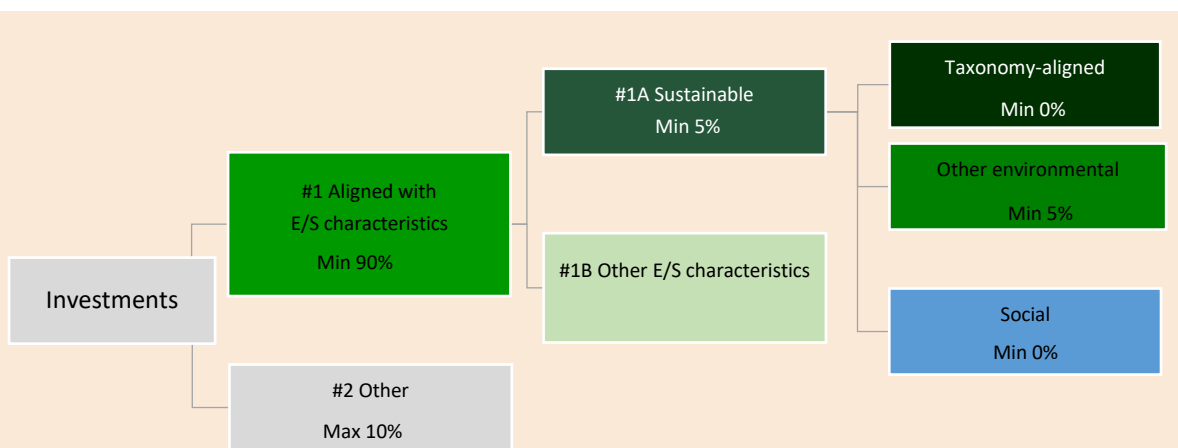 Investments
#1 Aligned with
E/S characteristics
Min 90%
#2 Other
Max 10%
#1A Sustainable
Min 5%
#1B Other E/S characteristics
Taxonomy-aligned
Min 0%
Other environmental
Min 5%
Social
Min 0%